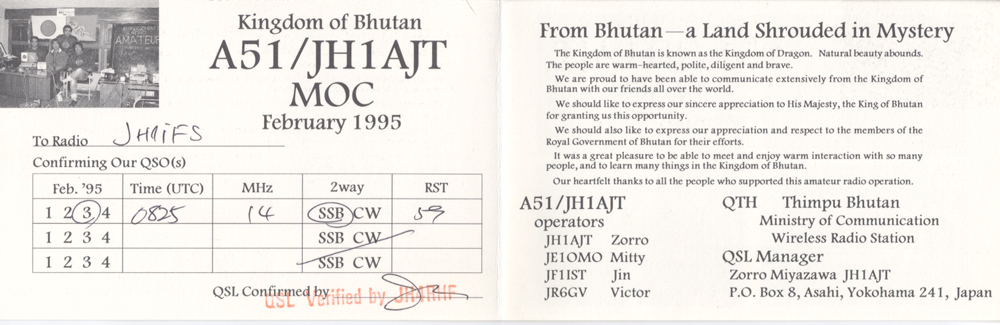 AMATEUR
Kingdom of Bhutan
A51/JH1AJT
MOC
February 1995
To Radio JH1IFS
Confirming Our QSO(s)
Feb. '95 Time (UTC) MHz 2way RST
1 2 3 4 0825 14 SSB CW 59
1 2 3 4 SSB CW
1 2 3 4 SSB CW
QSL Confirmed by
QSL Verified by
From Bhutan — a Land Shrouded in Mystery
The Kingdom of Bhutan is known as the Kingdom of Dragon. Natural beauty abounds.
The people are warm-hearted, polite, diligent and brave.
We are proud to have been able to communicate extensively from the Kingdom of
Bhutan with our friends all over the world.
We should like to express our sincere appreciation to His Majesty, the King of Bhutan
for granting us this opportunity.
We should also like to express our appreciation and respect to the members of the
Royal Government of Bhutan for their efforts.
It was a great pleasure to be able to meet and enjoy warm interaction with so many
people, and to learn many things in the Kingdom of Bhutan.
Our heartfelt thanks to all the people who supported this amateur radio operation.
A51/JH1AJT
operators
JH1AJT Zorro
JE1OMO Mitty
JF1IST Jin
JR6GV Victor
QTH Thimpu Bhutan
Ministry of Communication
Wireless Radio Station
QSL Manager
Zorro Miyazawa JH1AJT
P.O. Box 8, Asahi, Yokohama 241, Japan